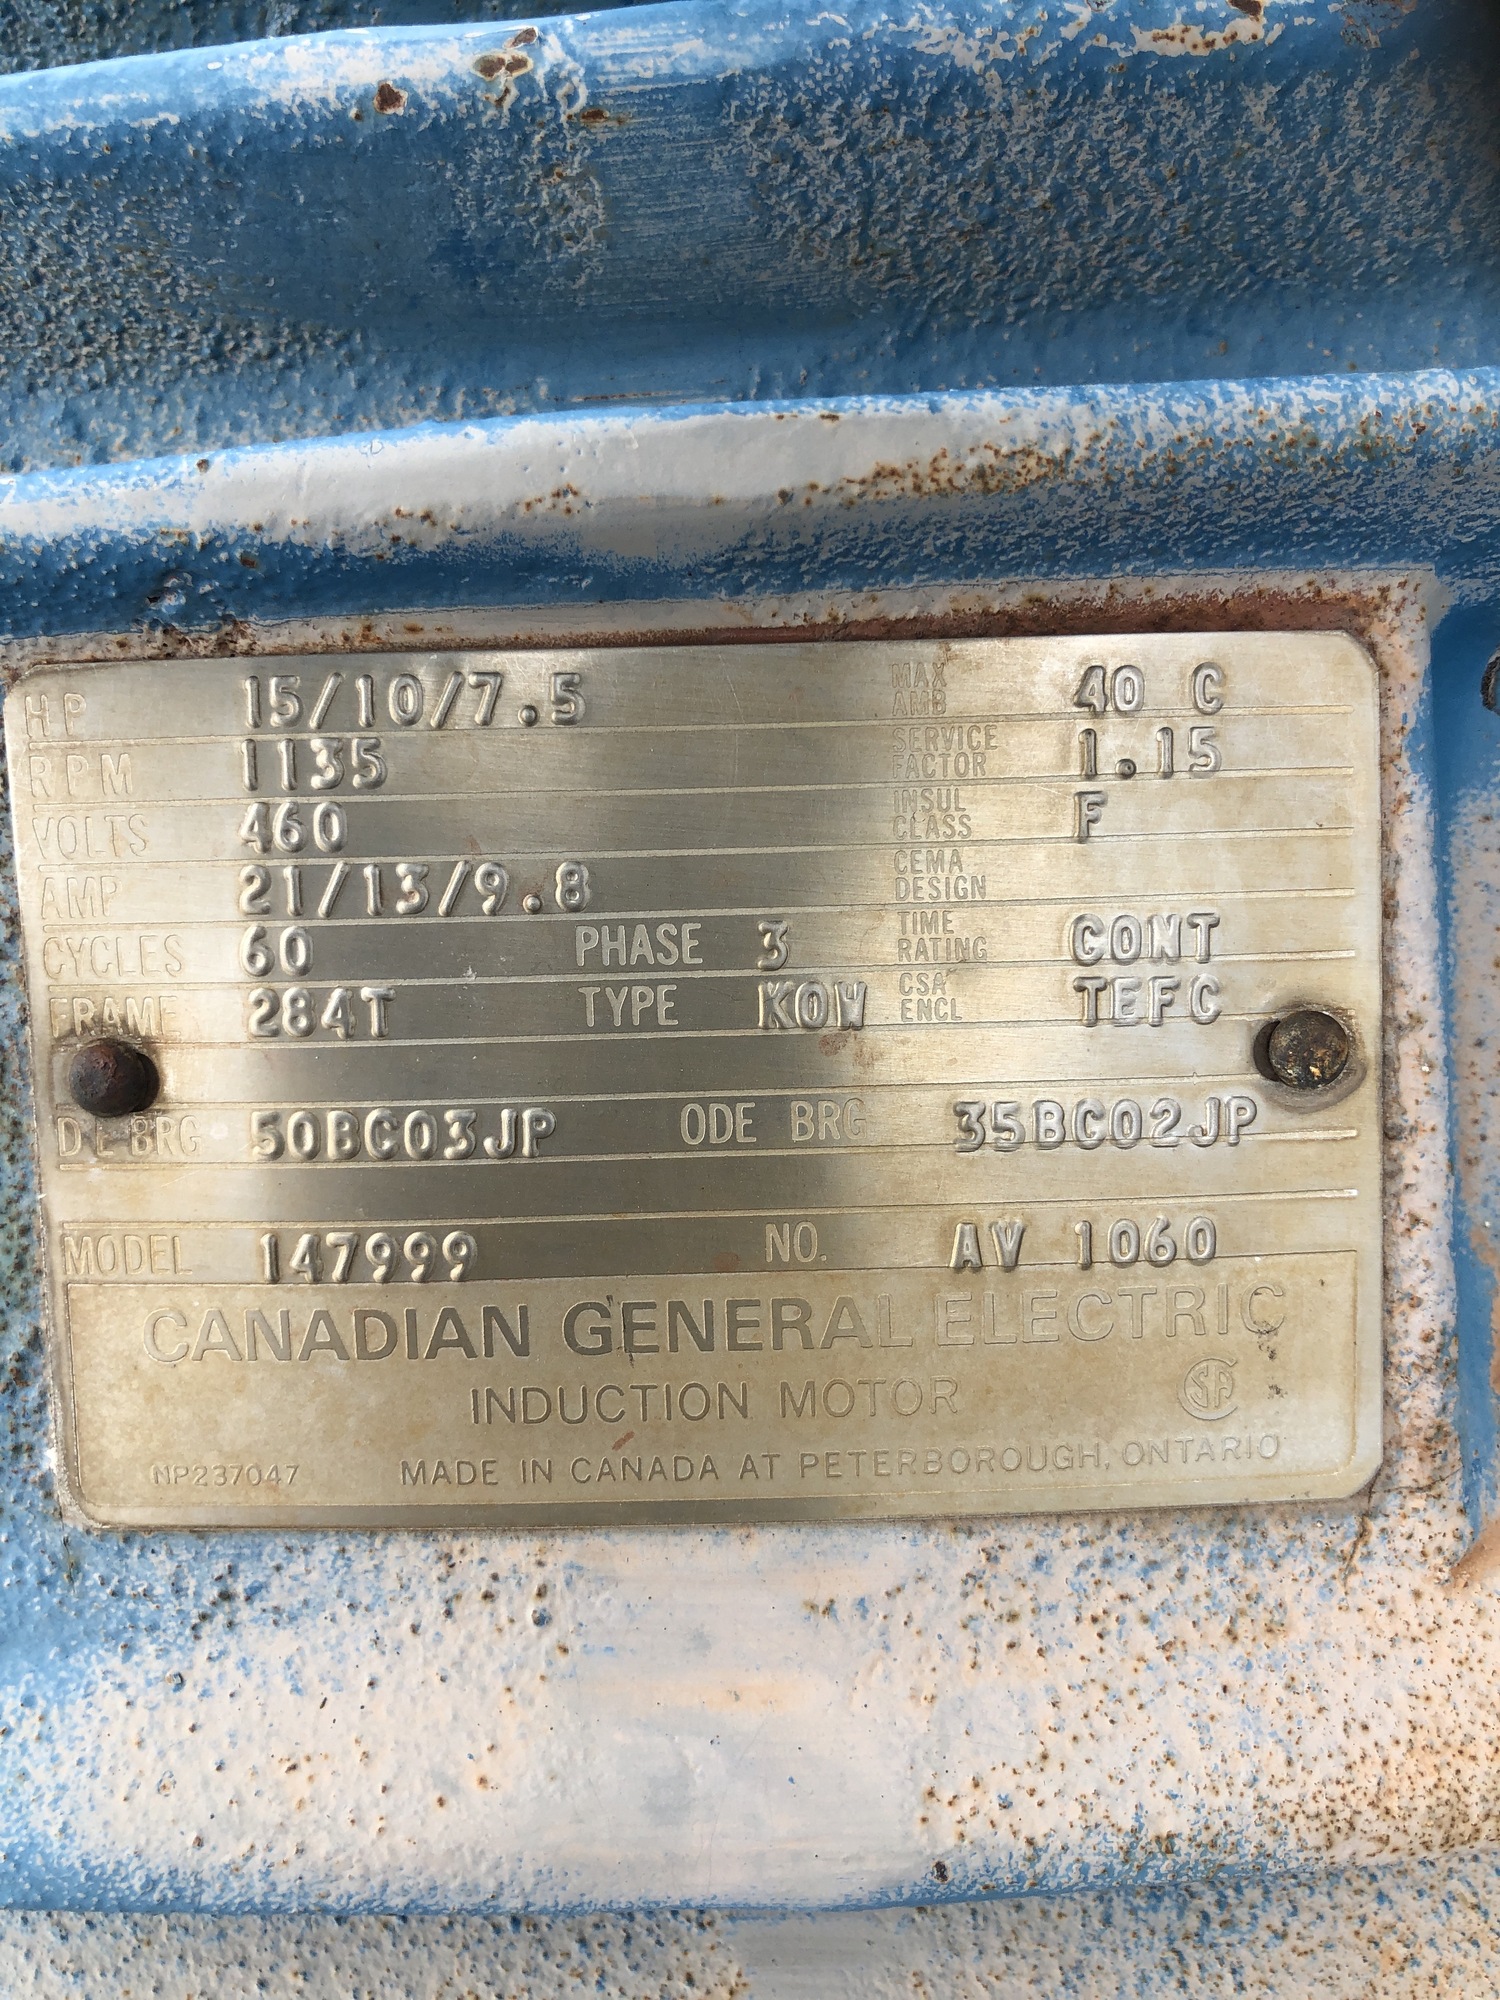 HP 15/10/7.5 MAX AMB 40 C
RPM 1135 SERVICE FACTOR 1.15
VOLTS 460 INSUL CLASS F
AMP 21/13/9.8 CEMA DESIGN
CYCLES 60 PHASE 3 TIME RATING CONT
FRAME 284T TYPE KOW CSA ENCL TEFC
DE BRG 50BC03JP ODE BRG 35BC02JP
MODEL 147999 NO. AV 1060
CANADIAN GENERAL ELECTRIC
INDUCTION MOTOR SA
NP237047 MADE IN CANADA AT PETERBOROUGH, ONTARIO